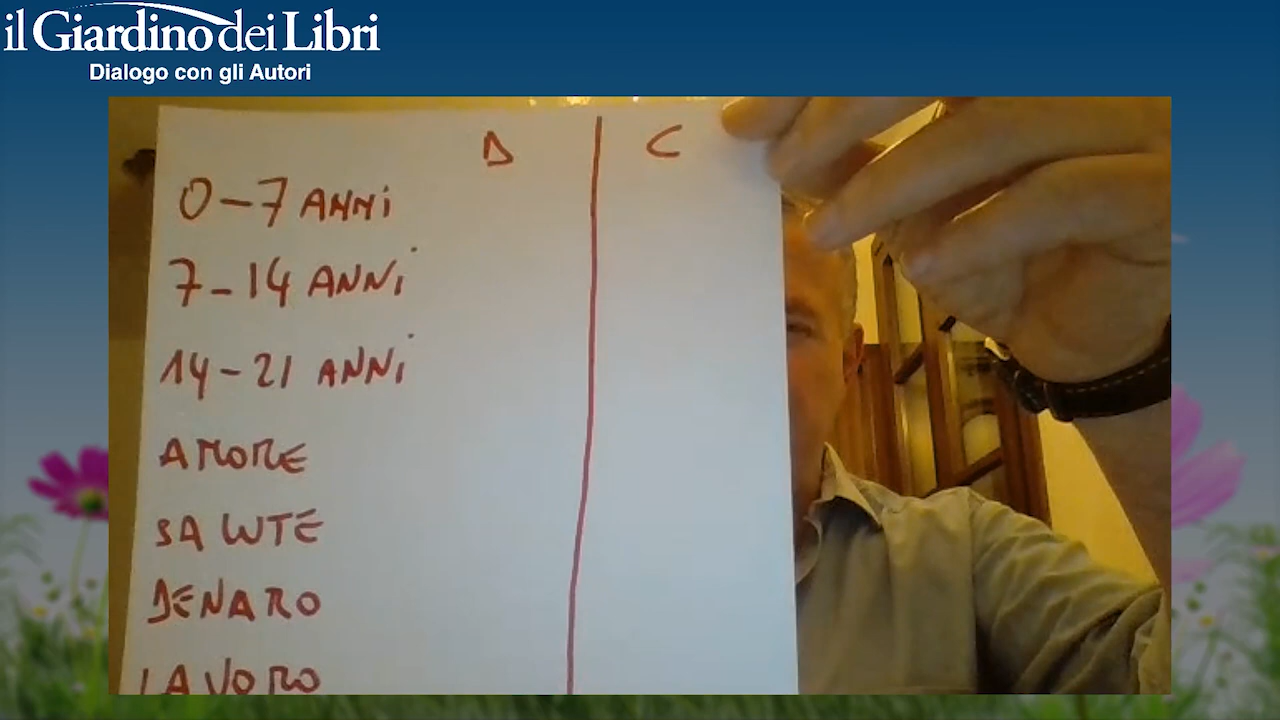 il Giardino dei Libri
Dialogo con gli Autori
D C
0-7 ANNi
7-14 ANNi
14-21 ANNi
AMORE
SALUTE
DENARO
LAVORO